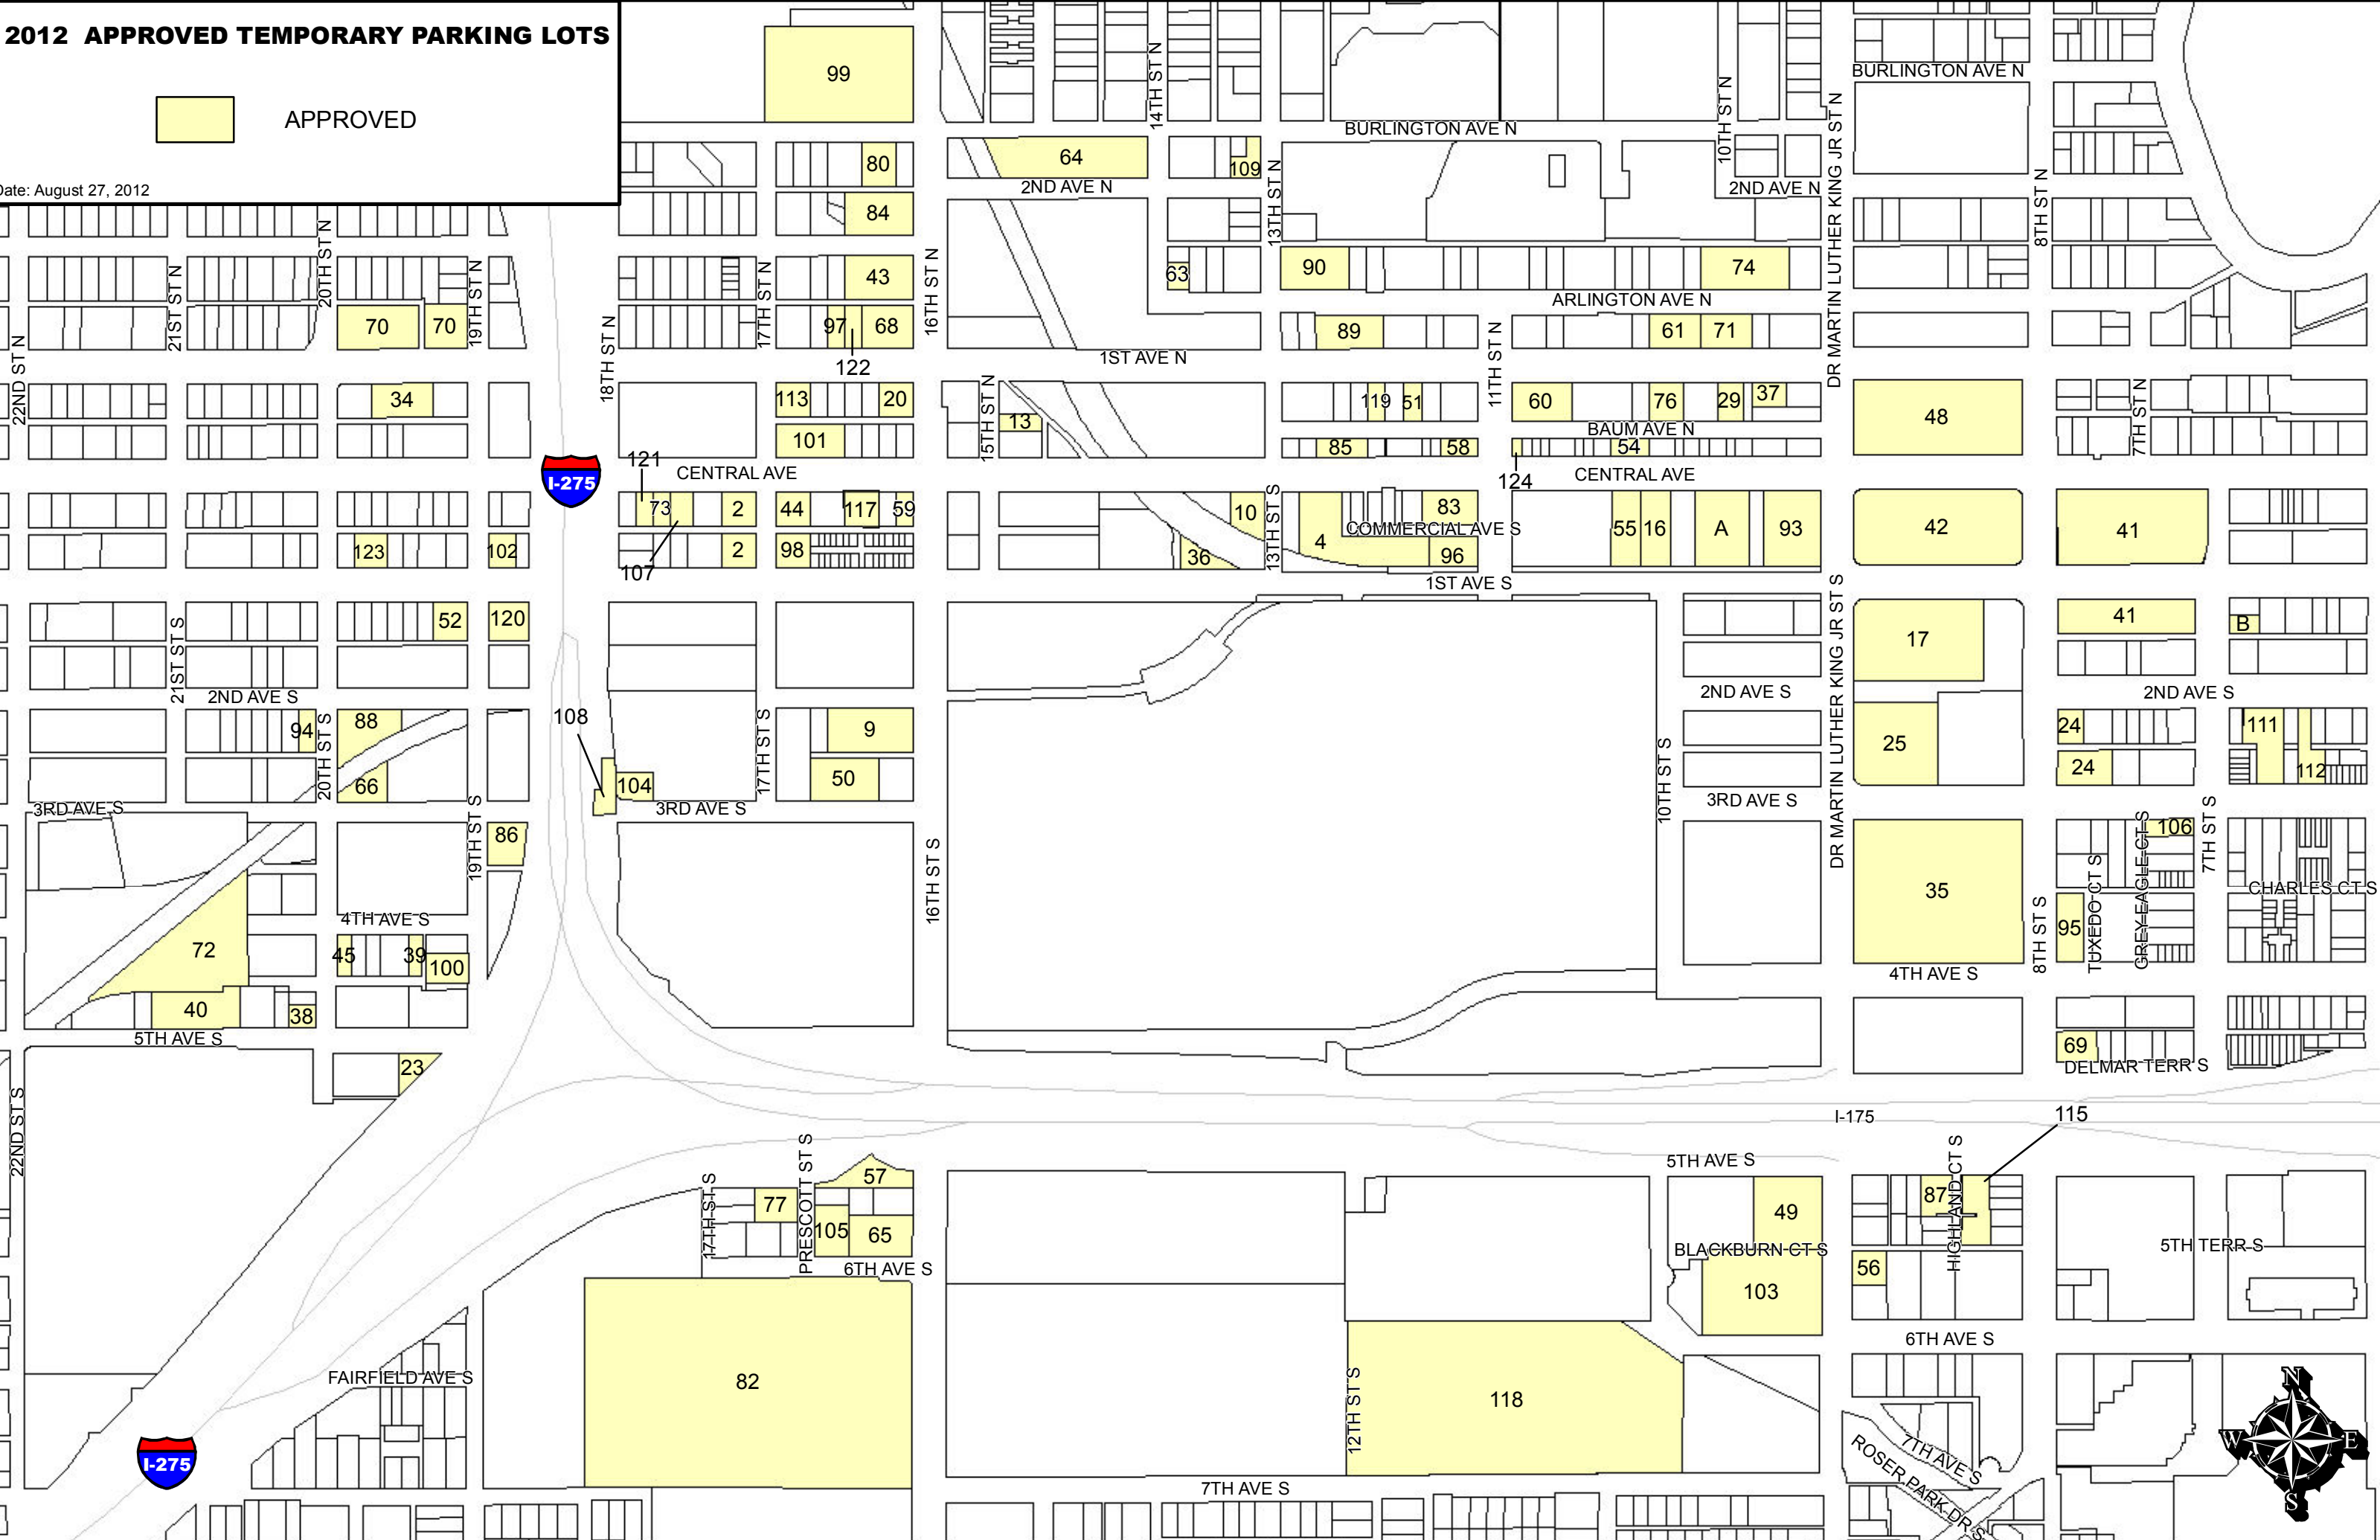 2012 APPROVED TEMPORARY PARKING LOTS
APPROVED
Date: August 27, 2012
99
14TH ST N
10TH ST N
DR MARTIN LUTHER KING JR ST N
BURLINGTON AVE N
BURLINGTON AVE N
80
64
109
13TH ST N
2ND AVE N
2ND AVE N
8TH ST N
84
20TH ST N
21ST ST N
19TH ST N
17TH ST N
16TH ST N
43
63
90
74
ARLINGTON AVE N
70
70
97
68
89
61
71
122
1ST AVE N
22ND ST N
18TH ST N
15TH ST N
11TH ST N
7TH ST N
34
113
20
13
119
51
60
76
29
37
48
BAUM AVE N
101
85
58
54
I-275
121
CENTRAL AVE
CENTRAL AVE
124
73
2
44
117
59
10
83
COMMERCIAL AVE S
4
55
16
A
93
42
41
123
102
107
2
98
36
13TH ST S
96
1ST AVE S
52
120
17
41
B
21ST ST S
2ND AVE S
2ND AVE S
2ND AVE S
DR MARTIN LUTHER KING JR ST S
94
20TH ST S
88
108
17TH ST S
9
10TH ST S
25
24
111
66
104
50
24
112
3RD AVE S
3RD AVE S
3RD AVE S
19TH ST S
86
16TH ST S
35
106
7TH ST S
TUXEDO CT S
GREY EAGLE CT S
CHARLES CT S
8TH ST S
95
4TH AVE S
4TH AVE S
72
45
39
100
40
38
5TH AVE S
23
69
DELMAR TERR S
22ND ST S
I-175
115
5TH AVE S
57
77
17TH ST S
PRESCOTT ST S
105
65
6TH AVE S
49
BLACKBURN CT S
103
87
HIGHLAND CT S
56
5TH TERR S
6TH AVE S
82
FAIRFIELD AVE S
12TH ST S
118
7TH AVE S
7TH AVE S
ROSER PARK DR S
I-275
N
W
E
S